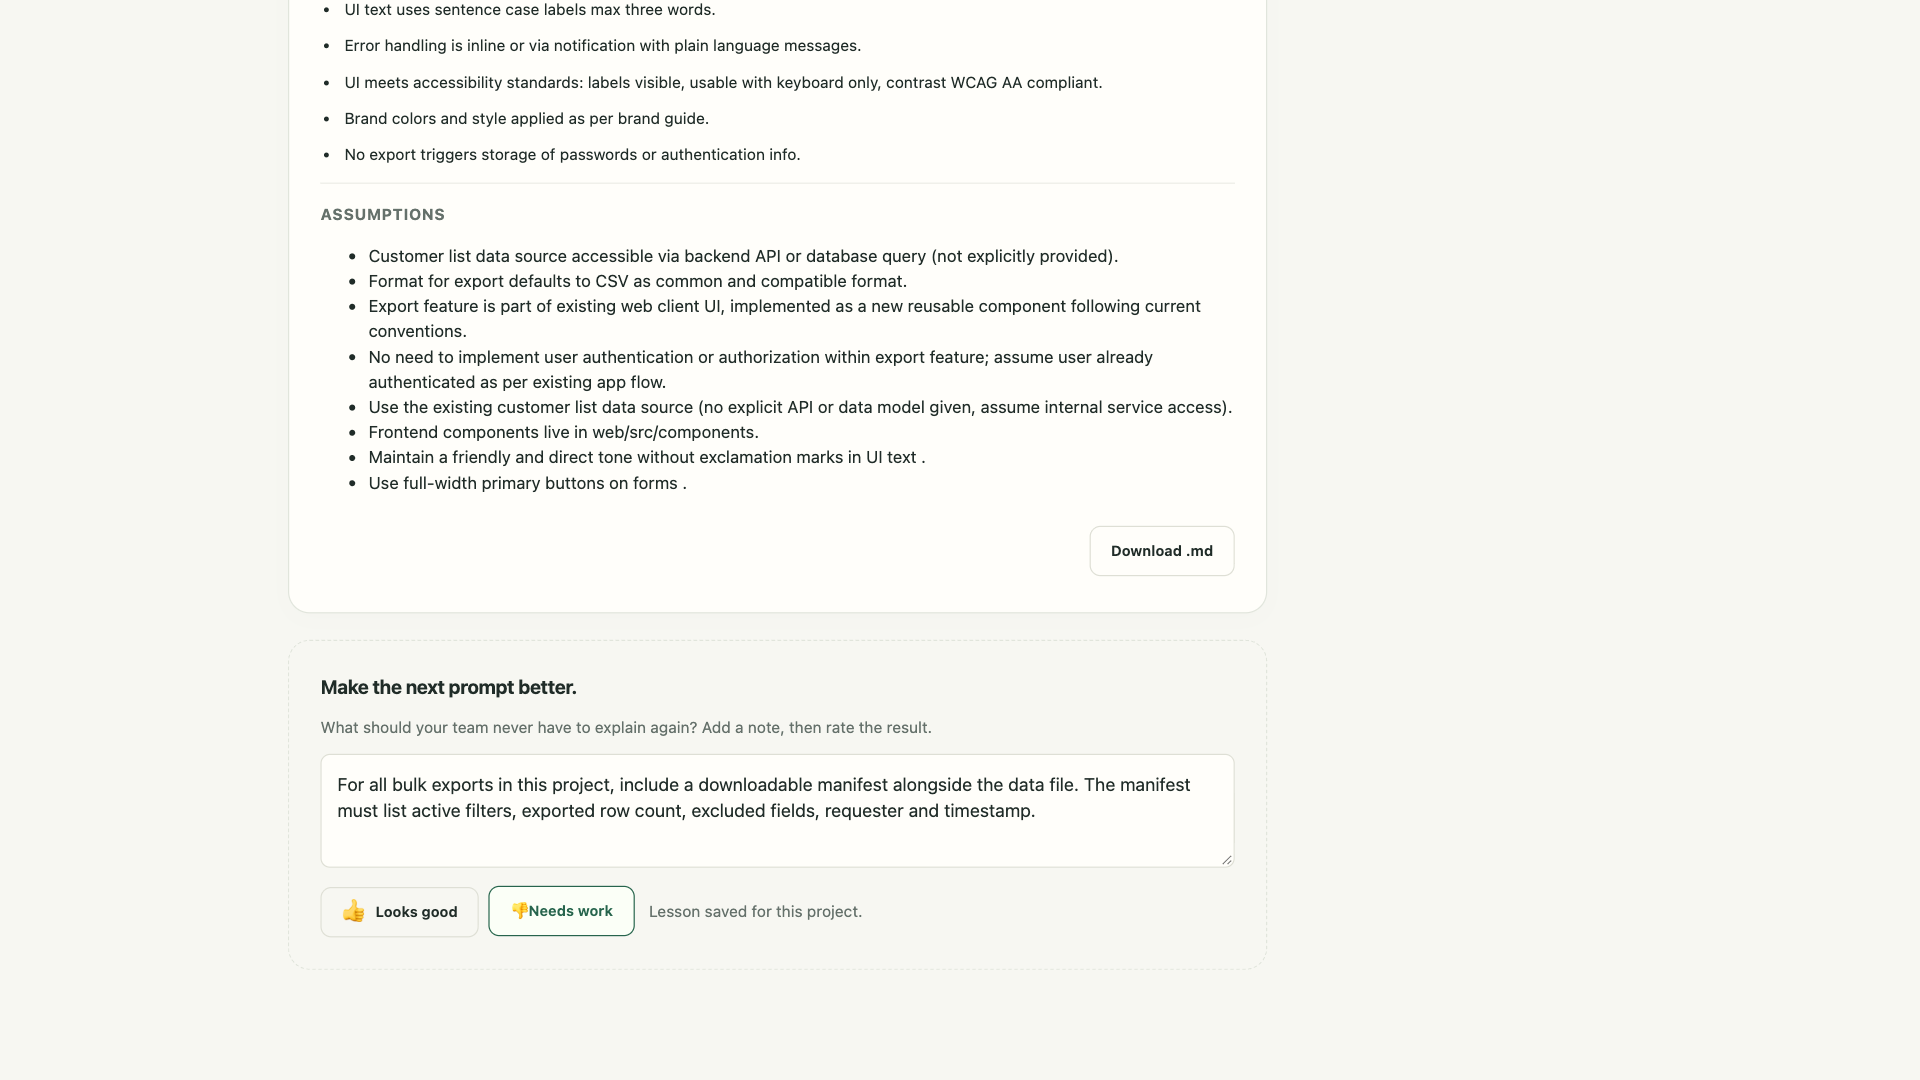 • UI text uses sentence case labels max three words.
• Error handling is inline or via notification with plain language messages.
• UI meets accessibility standards: labels visible, usable with keyboard only, contrast WCAG AA compliant.
• Brand colors and style applied as per brand guide.
• No export triggers storage of passwords or authentication info.
ASSUMPTIONS
• Customer list data source accessible via backend API or database query (not explicitly provided).
• Format for export defaults to CSV as common and compatible format.
• Export feature is part of existing web client UI, implemented as a new reusable component following current
conventions.
• No need to implement user authentication or authorization within export feature; assume user already
authenticated as per existing app flow.
• Use the existing customer list data source (no explicit API or data model given, assume internal service access).
• Frontend components live in web/src/components.
• Maintain a friendly and direct tone without exclamation marks in UI text .
• Use full-width primary buttons on forms .
Download .md
Make the next prompt better.
What should your team never have to explain again? Add a note, then rate the result.
For all bulk exports in this project, include a downloadable manifest alongside the data file. The manifest
must list active filters, exported row count, excluded fields, requester and timestamp.
👍 Looks good
👎Needs work
Lesson saved for this project.